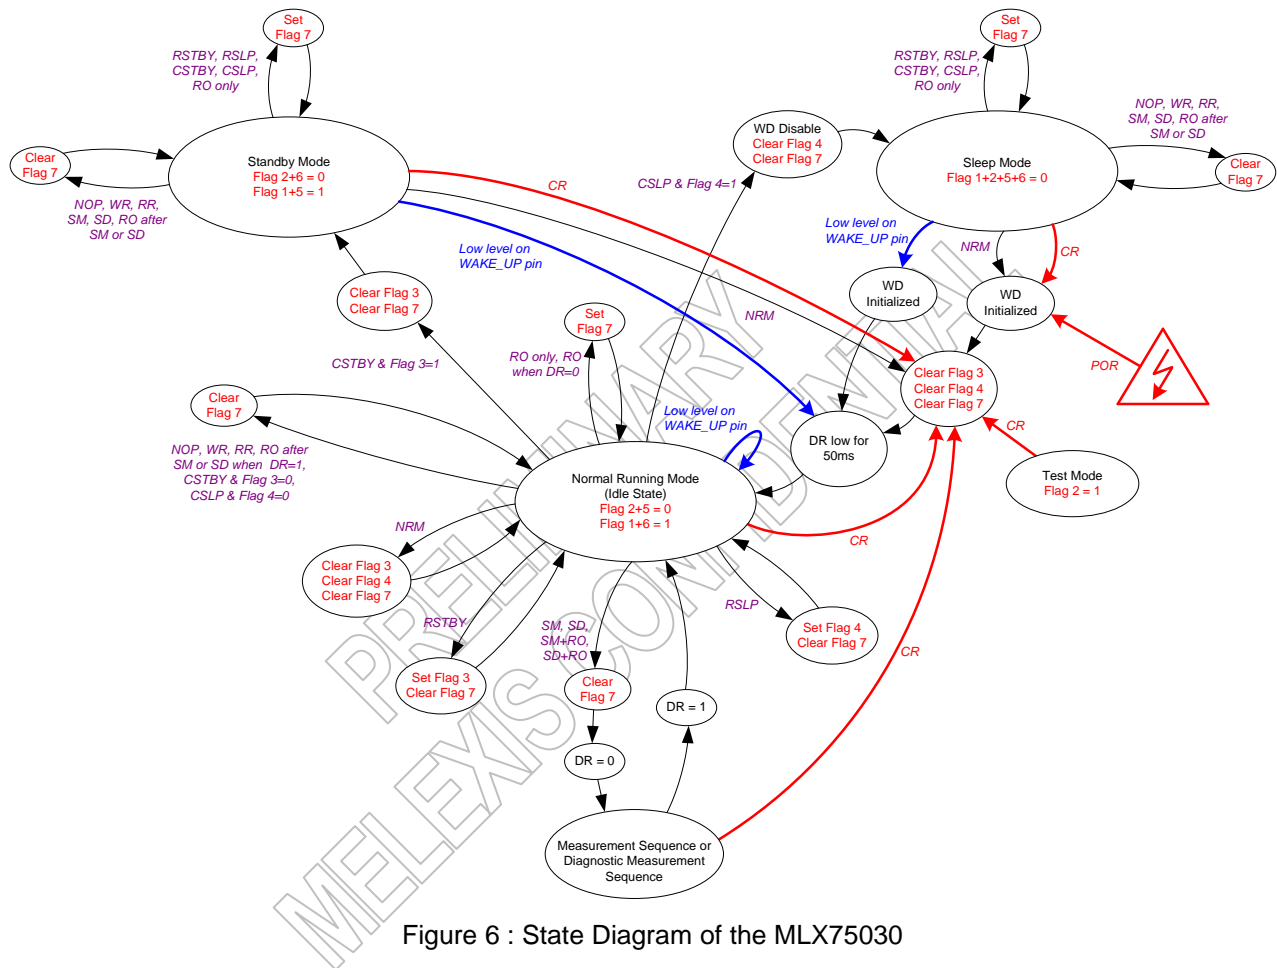 Set
Flag 7
RSTBY, RSLP,
CSTBY, CSLP,
RO only
Clear
Flag 7
Standby Mode
Flag 2+6 = 0
Flag 1+5 = 1
NOP, WR, RR,
SM, SD, RO after
SM or SD
Set
Flag 7
RSTBY, RSLP,
CSTBY, CSLP,
RO only
WD Disable
Clear Flag 4
Clear Flag 7
NOP, WR, RR,
SM, SD, RO after
SM or SD
Sleep Mode
Flag 1+2+5+6 = 0
Clear
Flag 7
CSLP & Flag 4=1
CR
Low level on
WAKE_UP pin
Low level on
WAKE_UP pin
NRM
CR
WD
Initialized
WD
Initialized
Clear Flag 3
Clear Flag 7
NRM
Set
Flag 7
RO only, RO
when DR=0
CSTBY & Flag 3=1
POR
Clear Flag 3
Clear Flag 4
Clear Flag 7
Clear
Flag 7
Low level on
WAKE_UP pin
DR low for
50ms
CR
NOP, WR, RR, RO after
SM or SD when DR=1,
CSTBY & Flag 3=0,
CSLP & Flag 4=0
Normal Running Mode
(Idle State)
Flag 2+5 = 0
Flag 1+6 = 1
Test Mode
Flag 2 = 1
NRM
CR
Clear Flag 3
Clear Flag 4
Clear Flag 7
RSTBY
SM, SD,
SM+RO,
SD+RO
RSLP
Set Flag 4
Clear Flag 7
CR
Set Flag 3
Clear Flag 7
Clear
Flag 7
DR = 1
DR = 0
Measurement Sequence or
Diagnostic Measurement
Sequence
PRELIMINARY
MELEXIS CONFIDENTIAL
Figure 6 : State Diagram of the MLX75030